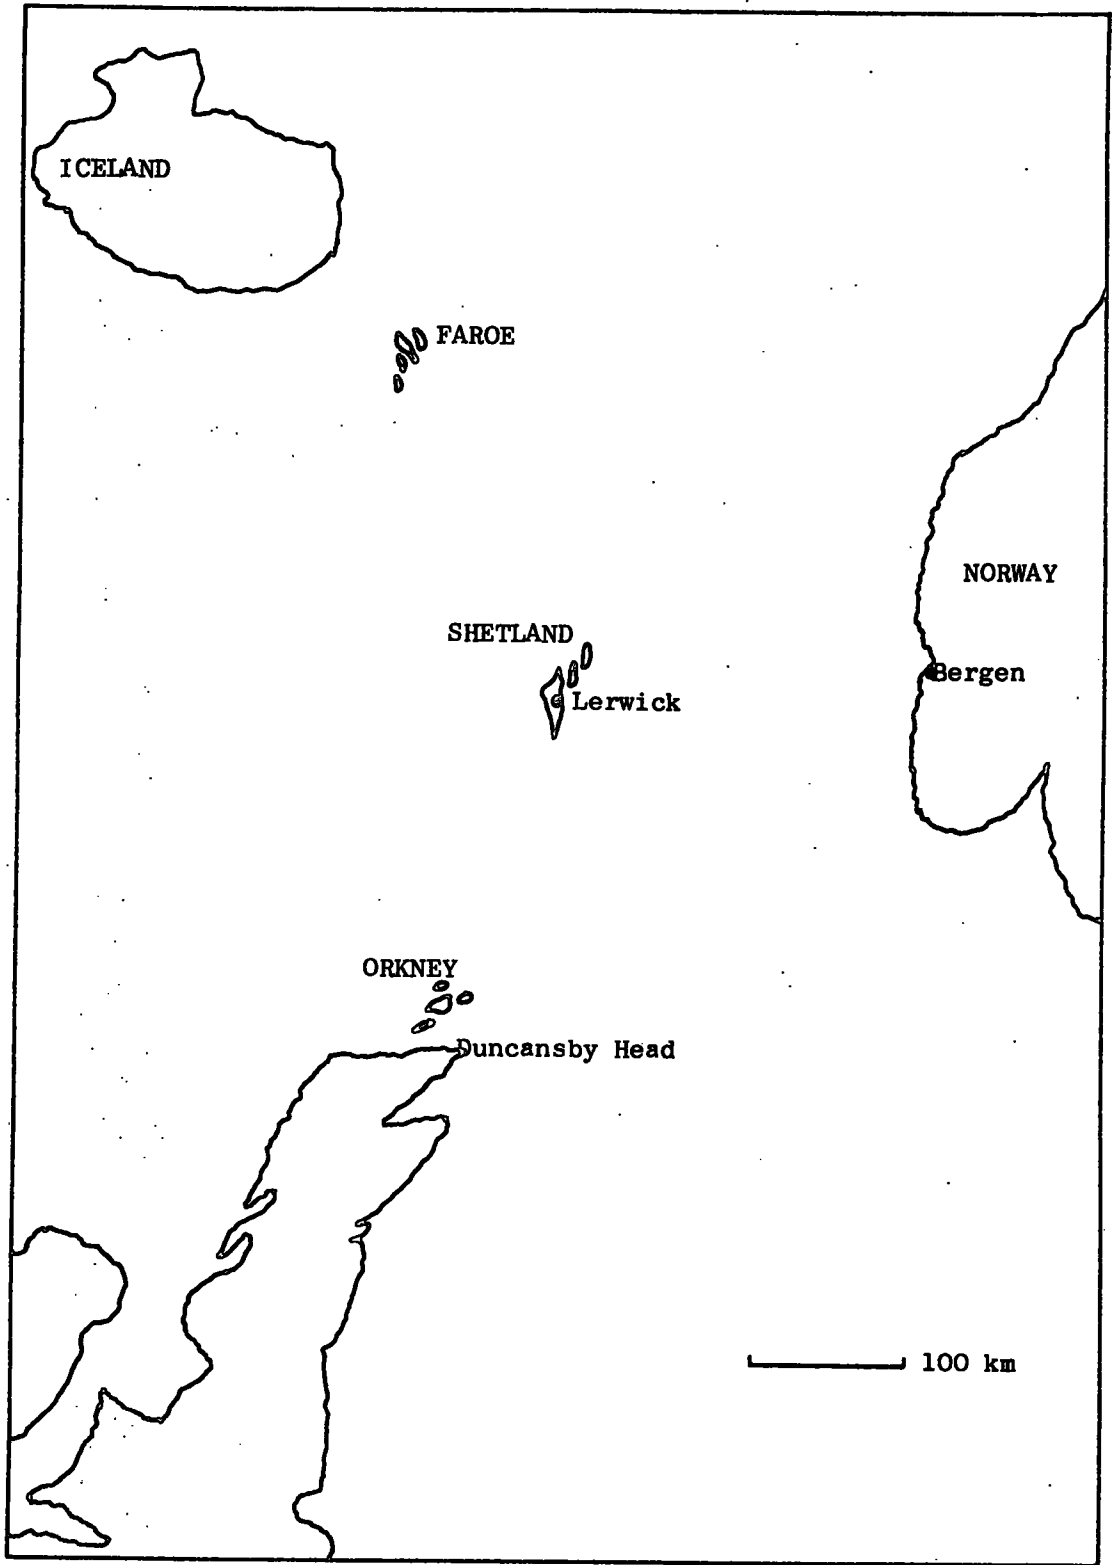 ICELAND
FAROE
NORWAY
SHETLAND
Bergen
Lerwick
ORKNEY
Duncansby Head
100 km